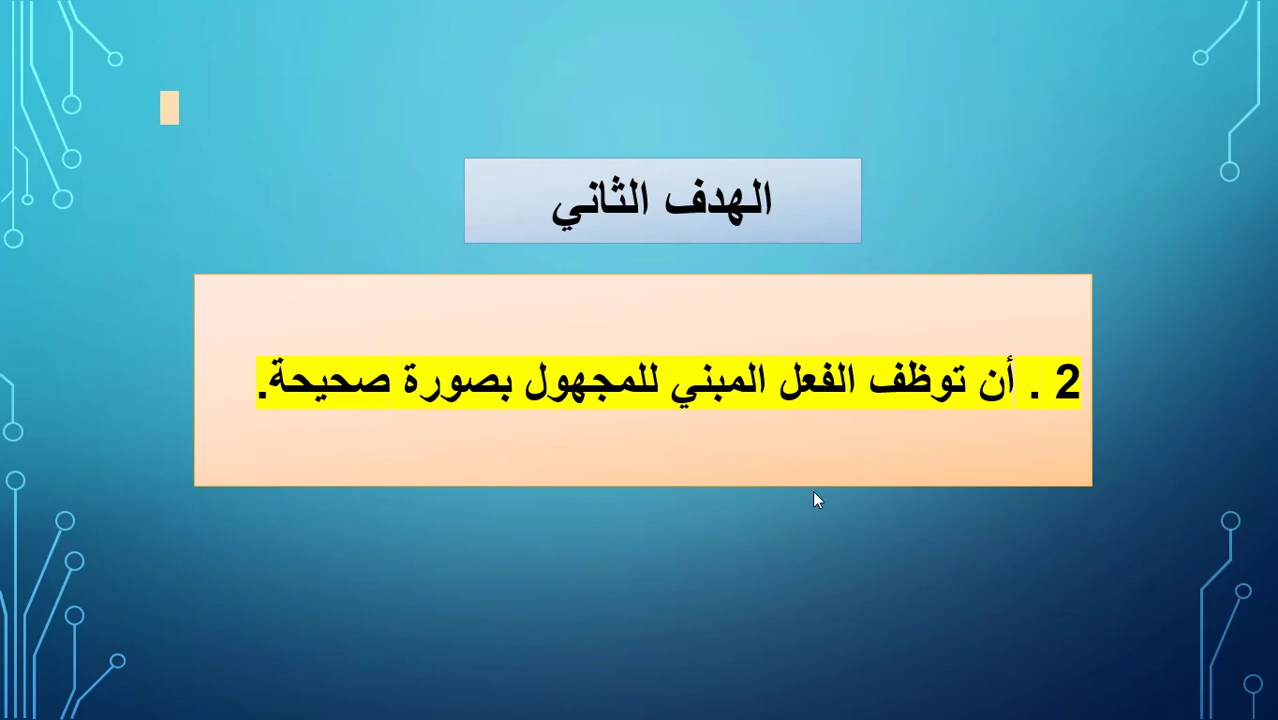 الهدف الثاني
2 . أن توظف الفعل المبني للمجهول بصورة صحيحة.